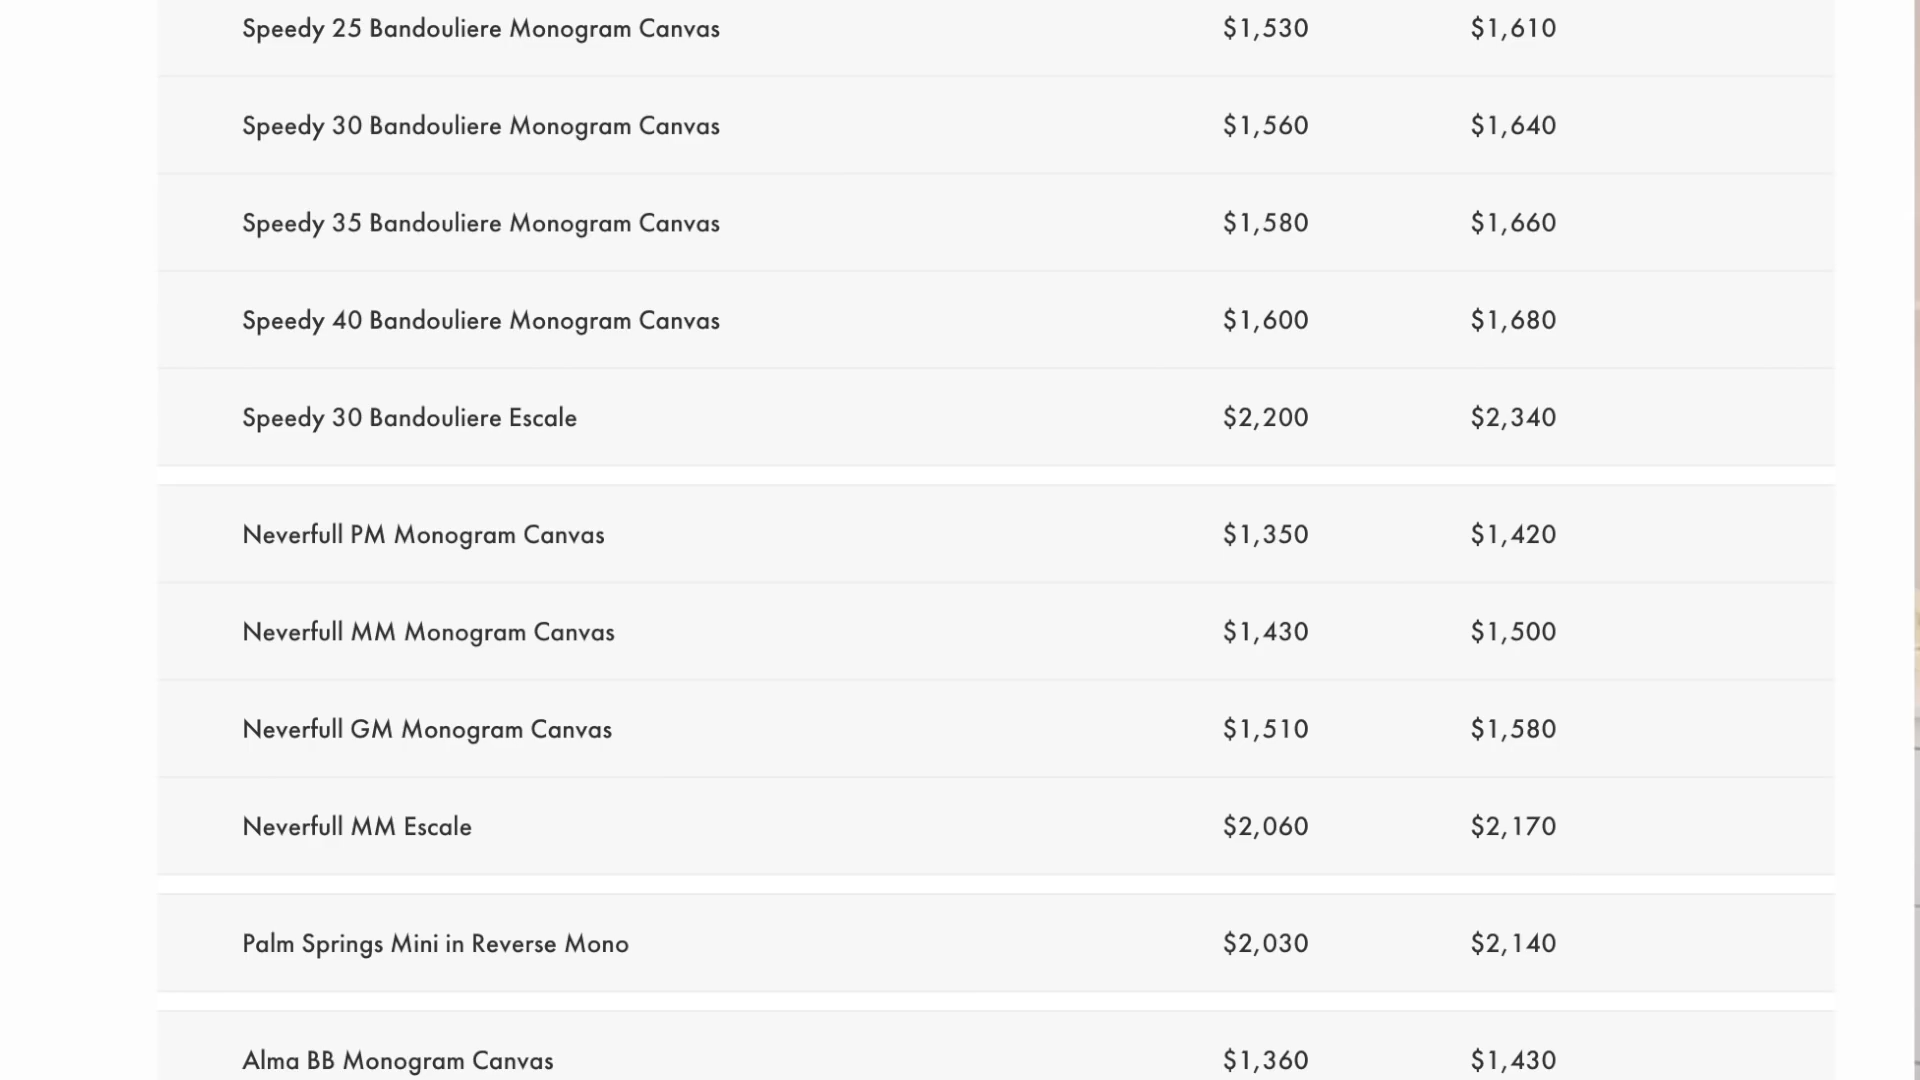 Speedy 25 Bandouliere Monogram Canvas $1,530 $1,610
Speedy 30 Bandouliere Monogram Canvas $1,560 $1,640
Speedy 35 Bandouliere Monogram Canvas $1,580 $1,660
Speedy 40 Bandouliere Monogram Canvas $1,600 $1,680
Speedy 30 Bandouliere Escale $2,200 $2,340
Neverfull PM Monogram Canvas $1,350 $1,420
Neverfull MM Monogram Canvas $1,430 $1,500
Neverfull GM Monogram Canvas $1,510 $1,580
Neverfull MM Escale $2,060 $2,170
Palm Springs Mini in Reverse Mono $2,030 $2,140
Alma BB Monogram Canvas $1,360 $1,430